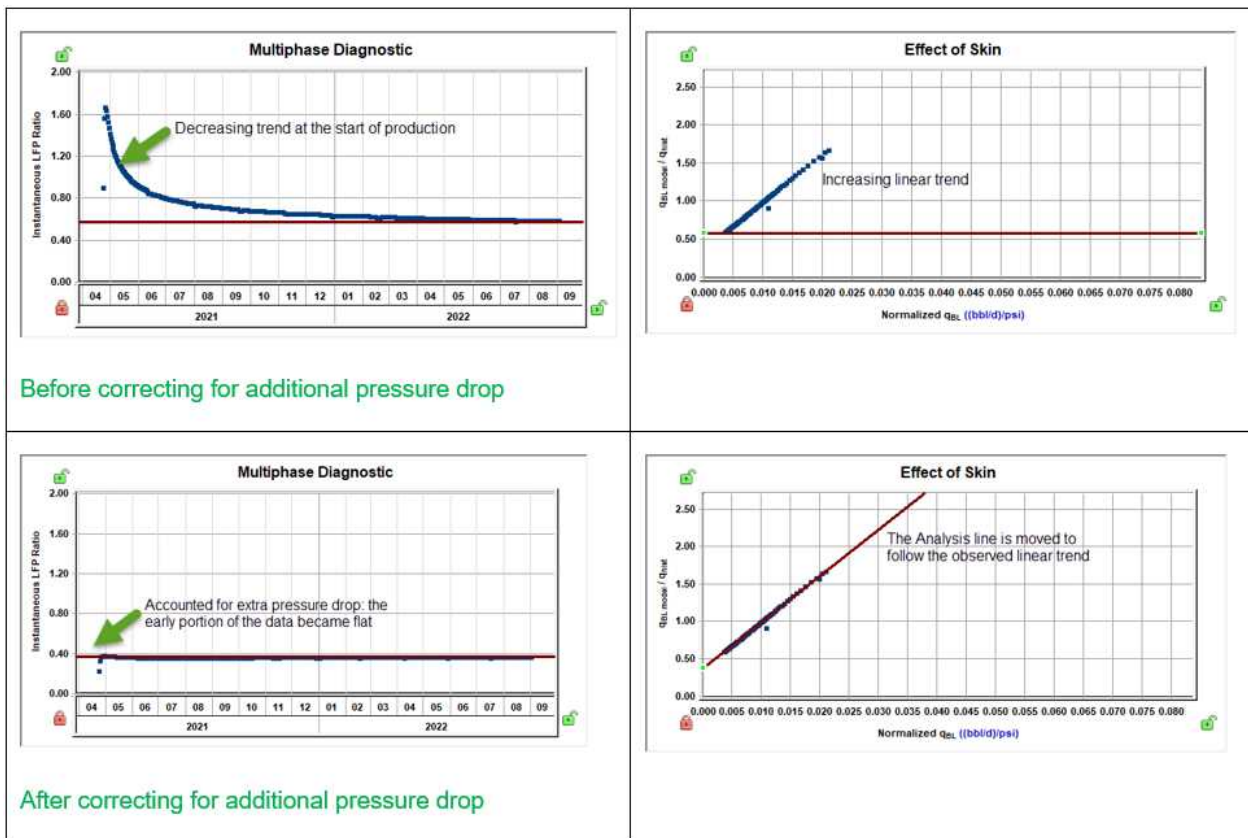 Multiphase Diagnostic
2.00
1.60
1.20
0.80
0.40
0.00
Instantaneous LFP Ratio
Decreasing trend at the start of production
04 05 06 07 08 09 10 11 12 01 02 03 04 05 06 07 08 09
2021 2022
Before correcting for additional pressure drop
Effect of Skin
2.50
2.00
1.50
1.00
0.50
0.00
qBL model / qhist
Increasing linear trend
0.000 0.005 0.010 0.015 0.020 0.025 0.030 0.035 0.040 0.045 0.050 0.055 0.060 0.065 0.070 0.075 0.080
Normalized qBL ((bbl/d)/psi)
Multiphase Diagnostic
2.00
1.60
1.20
0.80
0.40
0.00
Instantaneous LFP Ratio
Accounted for extra pressure drop: the
early portion of the data became flat
04 05 06 07 08 09 10 11 12 01 02 03 04 05 06 07 08 09
2021 2022
After correcting for additional pressure drop
Effect of Skin
2.50
2.00
1.50
1.00
0.50
0.00
qBL model / qhist
The Analysis line is moved to
follow the observed linear trend
0.000 0.005 0.010 0.015 0.020 0.025 0.030 0.035 0.040 0.045 0.050 0.055 0.060 0.065 0.070 0.075 0.080
Normalized qBL ((bbl/d)/psi)